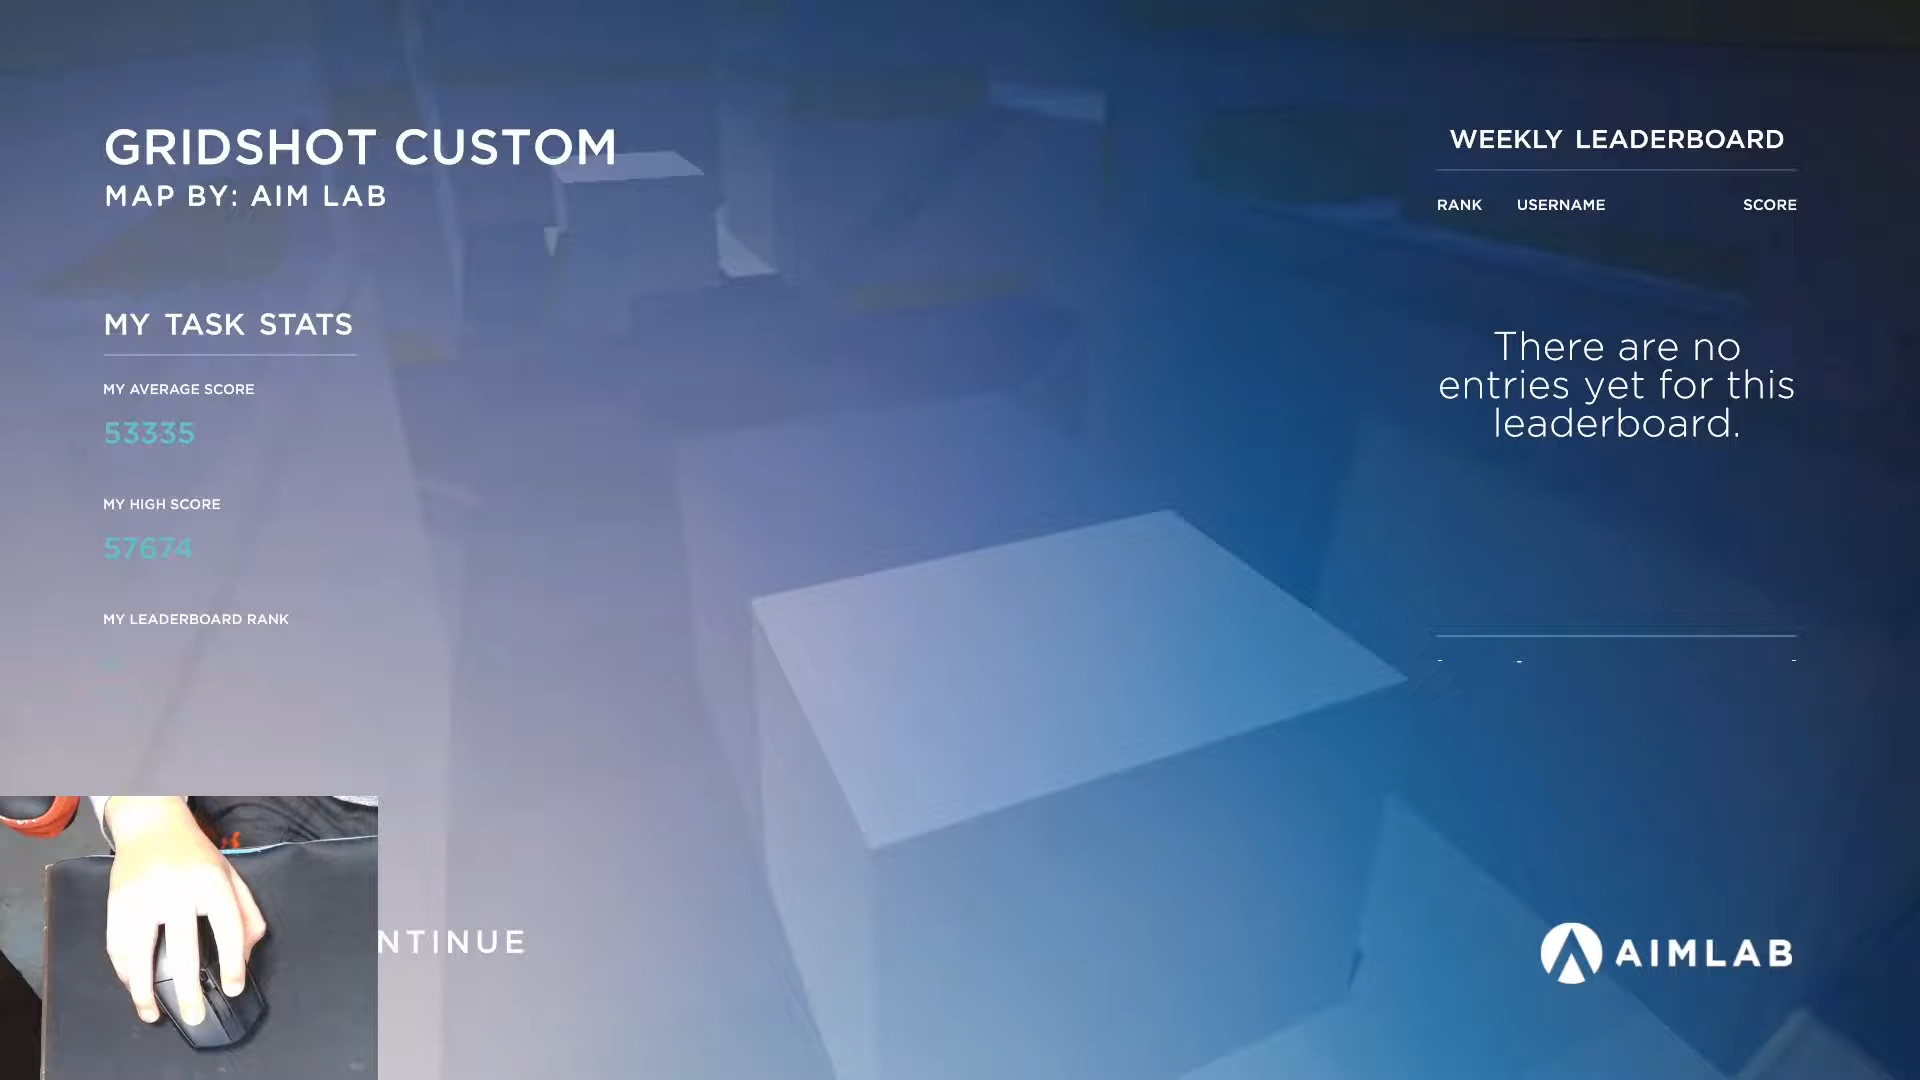 GRIDSHOT CUSTOM
MAP BY: AIM LAB
MY TASK STATS
MY AVERAGE SCORE
53335
MY HIGH SCORE
57674
MY LEADERBOARD RANK
-
NTINUE
WEEKLY LEADERBOARD
RANK USERNAME SCORE
There are no
entries yet for this
leaderboard.
- - -
AIMLAB